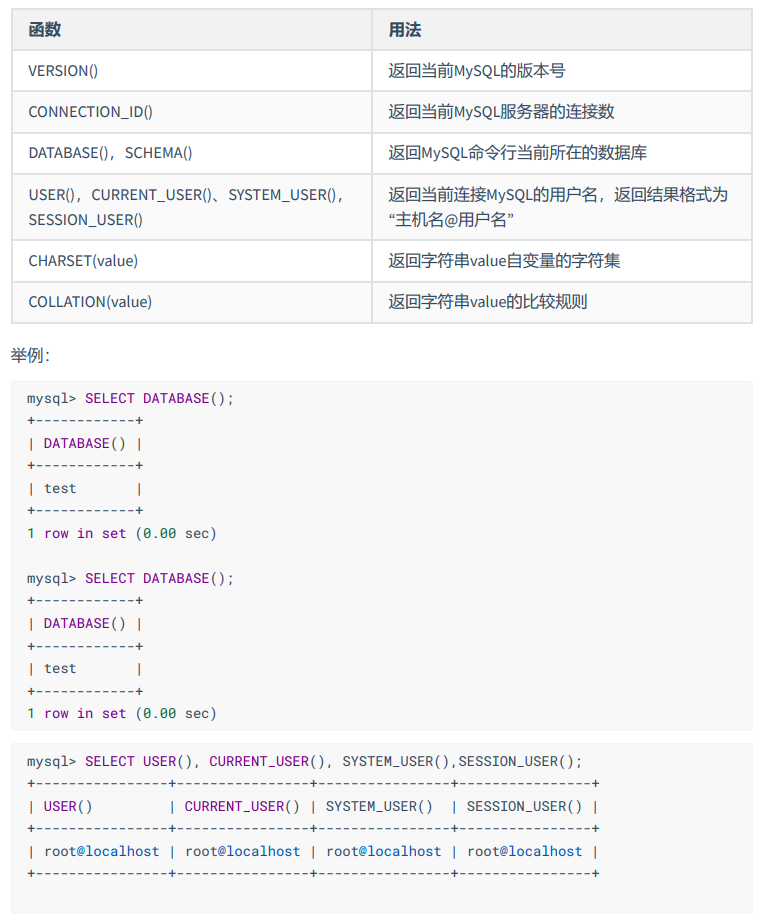 函数 用法
VERSION() 返回当前MySQL的版本号
CONNECTION_ID() 返回当前MySQL服务器的连接数
DATABASE()，SCHEMA() 返回MySQL命令行当前所在的数据库
USER()，CURRENT_USER()、SYSTEM_USER()， 返回当前连接MySQL的用户名，返回结果格式为
SESSION_USER() “主机名@用户名”
CHARSET(value) 返回字符串value自变量的字符集
COLLATION(value) 返回字符串value的比较规则
举例：
mysql> SELECT DATABASE();
+------------+
| DATABASE() |
+------------+
| test       |
+------------+
1 row in set (0.00 sec)
mysql> SELECT DATABASE();
+------------+
| DATABASE() |
+------------+
| test       |
+------------+
1 row in set (0.00 sec)
mysql> SELECT USER(), CURRENT_USER(), SYSTEM_USER(),SESSION_USER();
+----------------+----------------+----------------+----------------+
| USER()         | CURRENT_USER() | SYSTEM_USER()  | SESSION_USER() |
+----------------+----------------+----------------+----------------+
| root@localhost | root@localhost | root@localhost | root@localhost |
+----------------+----------------+----------------+----------------+